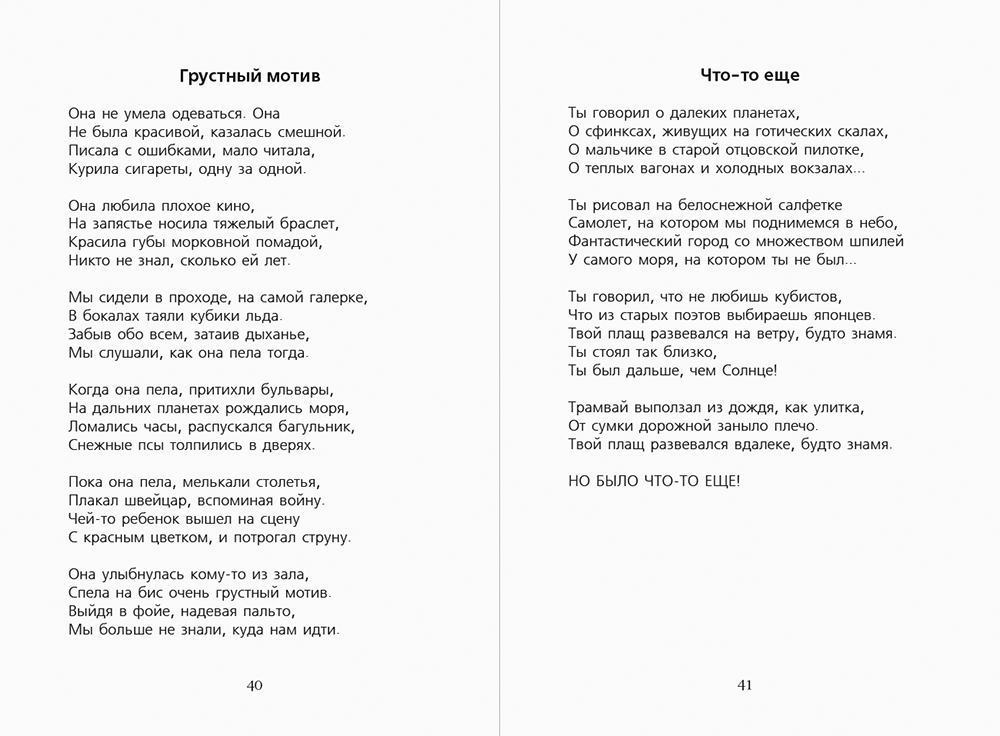 Грустный мотив
Она не умела одеваться. Она
Не была красивой, казалась смешной.
Писала с ошибками, мало читала,
Курила сигареты, одну за одной.
Она любила плохое кино,
На запястье носила тяжелый браслет,
Красила губы морковной помадой,
Никто не знал, сколько ей лет.
Мы сидели в проходе, на самой галерке,
В бокалах таяли кубики льда.
Забыв обо всем, затаив дыханье,
Мы слушали, как она пела тогда.
Когда она пела, притихли бульвары,
На дальних планетах рождались моря,
Ломались часы, распускался багульник,
Снежные псы толпились в дверях.
Пока она пела, мелькали столетья,
Плакал швейцар, вспоминая войну.
Чей-то ребенок вышел на сцену
С красным цветком, и потрогал струну.
Она улыбнулась кому-то из зала,
Спела на бис очень грустный мотив.
Выйдя в фойе, надевая пальто,
Мы больше не знали, куда нам идти.
40
Что-то еще
Ты говорил о далеких планетах,
О сфинксах, живущих на готических скалах,
О мальчике в старой отцовской пилотке,
О теплых вагонах и холодных вокзалах...
Ты рисовал на белоснежной салфетке
Самолет, на котором мы поднимемся в небо,
Фантастический город со множеством шпилей
У самого моря, на котором ты не был...
Ты говорил, что не любишь кубистов,
Что из старых поэтов выбираешь японцев.
Твой плащ развевался на ветру, будто знамя.
Ты стоял так близко,
Ты был дальше, чем Солнце!
Трамвай выползал из дождя, как улитка,
От сумки дорожной заныло плечо.
Твой плащ развевался вдалеке, будто знамя.
НО БЫЛО ЧТО-ТО ЕЩЕ!
41